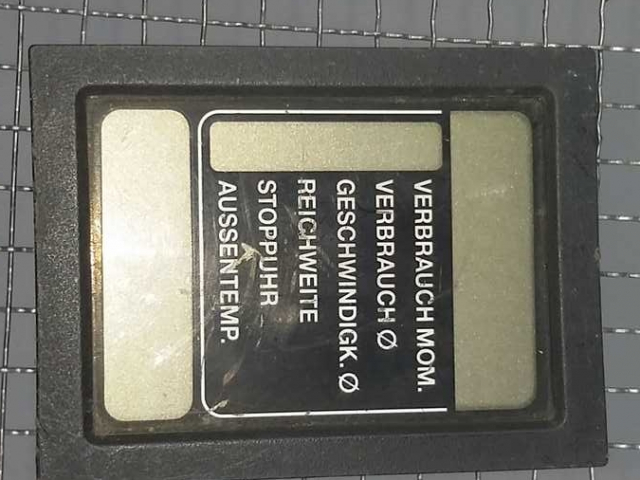 VERBRAUCH MOM.
VERBRAUCH Ø
GESCHWINDIGK. Ø
REICHWEITE
STOPPUHR
AUSSENTEMP.